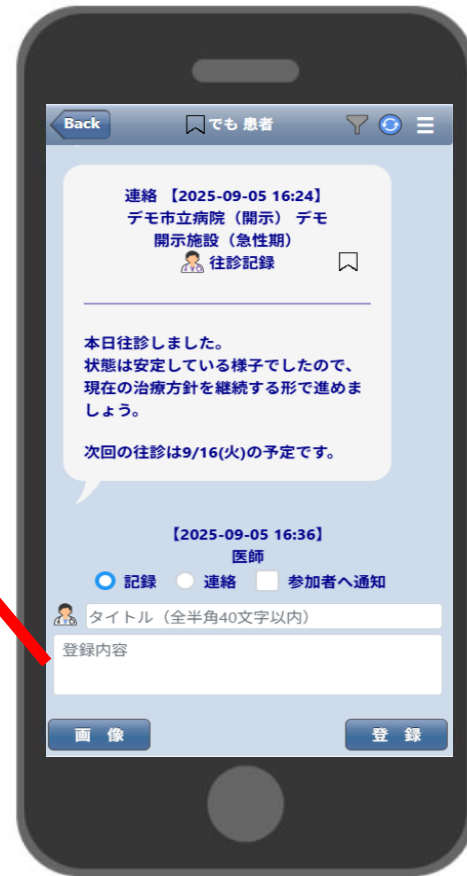 Back
でも 患者
連絡 【2025-09-05 16:24】
デモ市立病院（開示） デモ
開示施設（急性期）
往診記録
本日往診しました。
状態は安定している様子でしたので、
現在の治療方針を継続する形で進めま
しょう。
次回の往診は9/16(火)の予定です。
【2025-09-05 16:36】
医師
記録 連絡 参加者へ通知
タイトル（全半角40文字以内）
登録内容
画 像 登 録